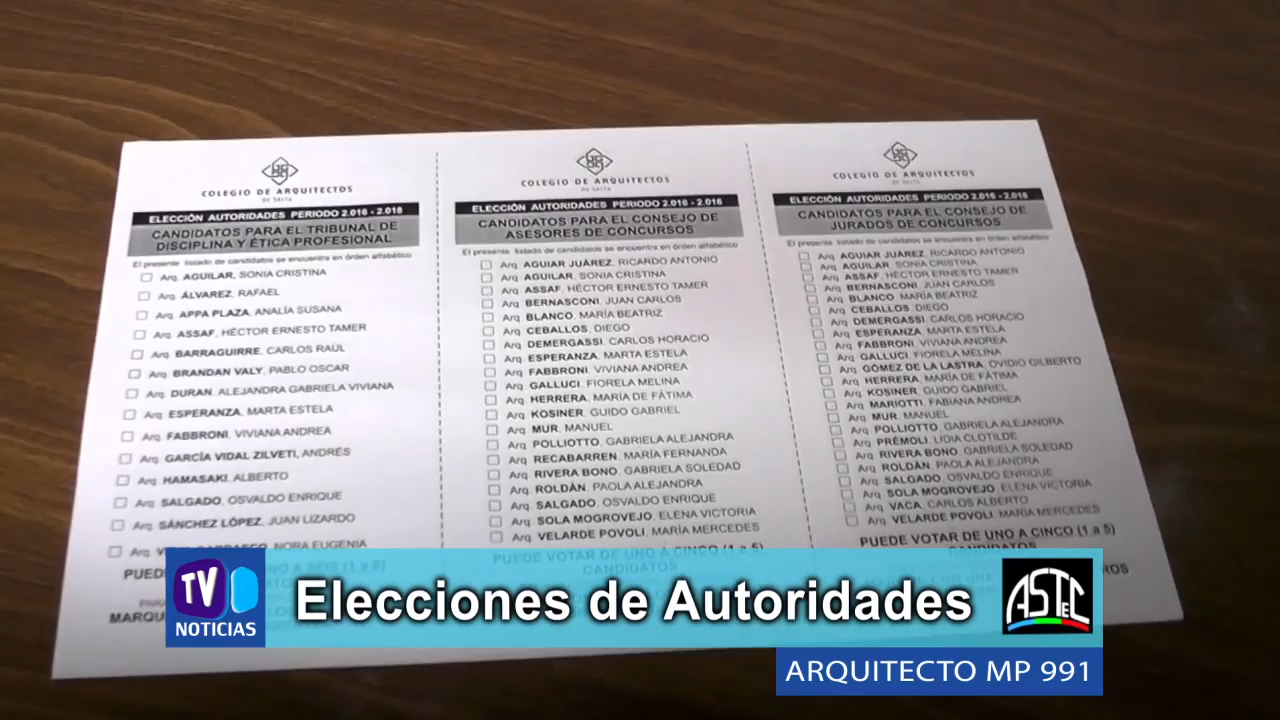 COLEGIO DE ARQUITECTOS
DE SALTA
ELECCIÓN AUTORIDADES PERIODO 2.016 - 2.018
CANDIDATOS PARA EL TRIBUNAL DE
DISCIPLINA Y ÉTICA PROFESIONAL
El presente listado de candidatos se encuentra en órden alfabético
Arq. AGUILAR, SONIA CRISTINA
Arq. ÁLVAREZ, RAFAEL
Arq. APPA PLAZA, ANALÍA SUSANA
Arq. ASSAF, HÉCTOR ERNESTO TAMER
Arq. BARRAGUIRRE, CARLOS RAÚL
Arq. BRANDAN VALY, PABLO OSCAR
Arq. DURAN, ALEJANDRA GABRIELA VIVIANA
Arq. ESPERANZA, MARTA ESTELA
Arq. FABBRONI, VIVIANA ANDREA
Arq. GARCÍA VIDAL ZILVETI, ANDRÉS
Arq. HAMASAKI, ALBERTO
Arq. SALGADO, OSVALDO ENRIQUE
Arq. SÁNCHEZ LÓPEZ, JUAN LIZARDO
Arq. NORA EUGENIA
COLEGIO DE ARQUITECTOS
DE SALTA
ELECCIÓN AUTORIDADES PERIODO 2.016 - 2.018
CANDIDATOS PARA EL CONSEJO DE
ASESORES DE CONCURSOS
El presente listado de candidatos se encuentra en órden alfabético
Arq. AGUIAR JUÁREZ, RICARDO ANTONIO
Arq. AGUILAR, SONIA CRISTINA
Arq. ASSAF, HÉCTOR ERNESTO TAMER
Arq. BERNASCONI, JUAN CARLOS
Arq. BLANCO, MARÍA BEATRIZ
Arq. CEBALLOS, DIEGO
Arq. DEMERGASSI, CARLOS HORACIO
Arq. ESPERANZA, MARTA ESTELA
Arq. FABBRONI, VIVIANA ANDREA
Arq. GALLUCI, FIORELA MELINA
Arq. HERRERA, MARÍA DE FÁTIMA
Arq. KOSINER, GUIDO GABRIEL
Arq. MUR, MANUEL
Arq. POLLIOTTO, GABRIELA ALEJANDRA
Arq. RECABARREN, MARÍA FERNANDA
Arq. RIVERA BONO, GABRIELA SOLEDAD
Arq. ROLDÁN, PAOLA ALEJANDRA
Arq. SALGADO, OSVALDO ENRIQUE
Arq. SOLA MOGROVEJO, ELENA VICTORIA
Arq. VELARDE POVOLI, MARÍA MERCEDES
PUEDE VOTAR DE UNO A CINCO (1 a 5)
CANDIDATOS
COLEGIO DE ARQUITECTOS
DE SALTA
ELECCIÓN AUTORIDADES PERIODO 2.016 - 2.018
CANDIDATOS PARA EL CONSEJO DE
JURADOS DE CONCURSOS
El presente listado de candidatos se encuentra en órden alfabético
Arq. AGUIAR JUÁREZ, RICARDO ANTONIO
Arq. AGUILAR, SONIA CRISTINA
Arq. ASSAF, HÉCTOR ERNESTO TAMER
Arq. BERNASCONI, JUAN CARLOS
Arq. BLANCO, MARÍA BEATRIZ
Arq. CEBALLOS, DIEGO
Arq. DEMERGASSI, CARLOS HORACIO
Arq. ESPERANZA, MARTA ESTELA
Arq. FABBRONI, VIVIANA ANDREA
Arq. GALLUCI, FIORELA MELINA
Arq. GÓMEZ DE LA LASTRA, OVIDIO GILBERTO
Arq. HERRERA, MARÍA DE FÁTIMA
Arq. KOSINER, GUIDO GABRIEL
Arq. MARIOTTI, FABIANA ANDREA
Arq. MUR, MANUEL
Arq. POLLIOTTO, GABRIELA ALEJANDRA
Arq. PRÉMOLI, LIDIA CLOTILDE
Arq. RIVERA BONO, GABRIELA SOLEDAD
Arq. ROLDÁN, PAOLA ALEJANDRA
Arq. SALGADO, OSVALDO ENRIQUE
Arq. SOLA MOGROVEJO, ELENA VICTORIA
Arq. VACA, CARLOS ALBERTO
Arq. VELARDE POVOLI, MARÍA MERCEDES
PUEDE VOTAR DE UNO A CINCO (1 a 5)
CANDIDATOS
TV
NOTICIAS
Elecciones de Autoridades
ASTEC
ARQUITECTO MP 991